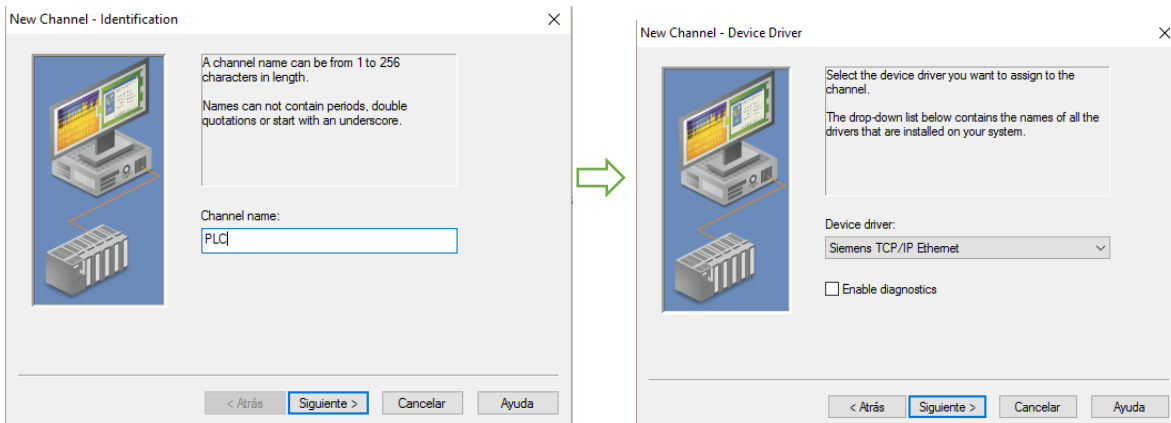 New Channel - Identification
A channel name can be from 1 to 256
characters in length.
Names can not contain periods, double
quotations or start with an underscore.
Channel name:
PLC
< Atrás
Siguiente >
Cancelar
Ayuda
New Channel - Device Driver
Select the device driver you want to assign to the
channel.
The drop-down list below contains the names of all the
drivers that are installed on your system.
Device driver:
Siemens TCP/IP Ethernet
Enable diagnostics
< Atrás
Siguiente >
Cancelar
Ayuda